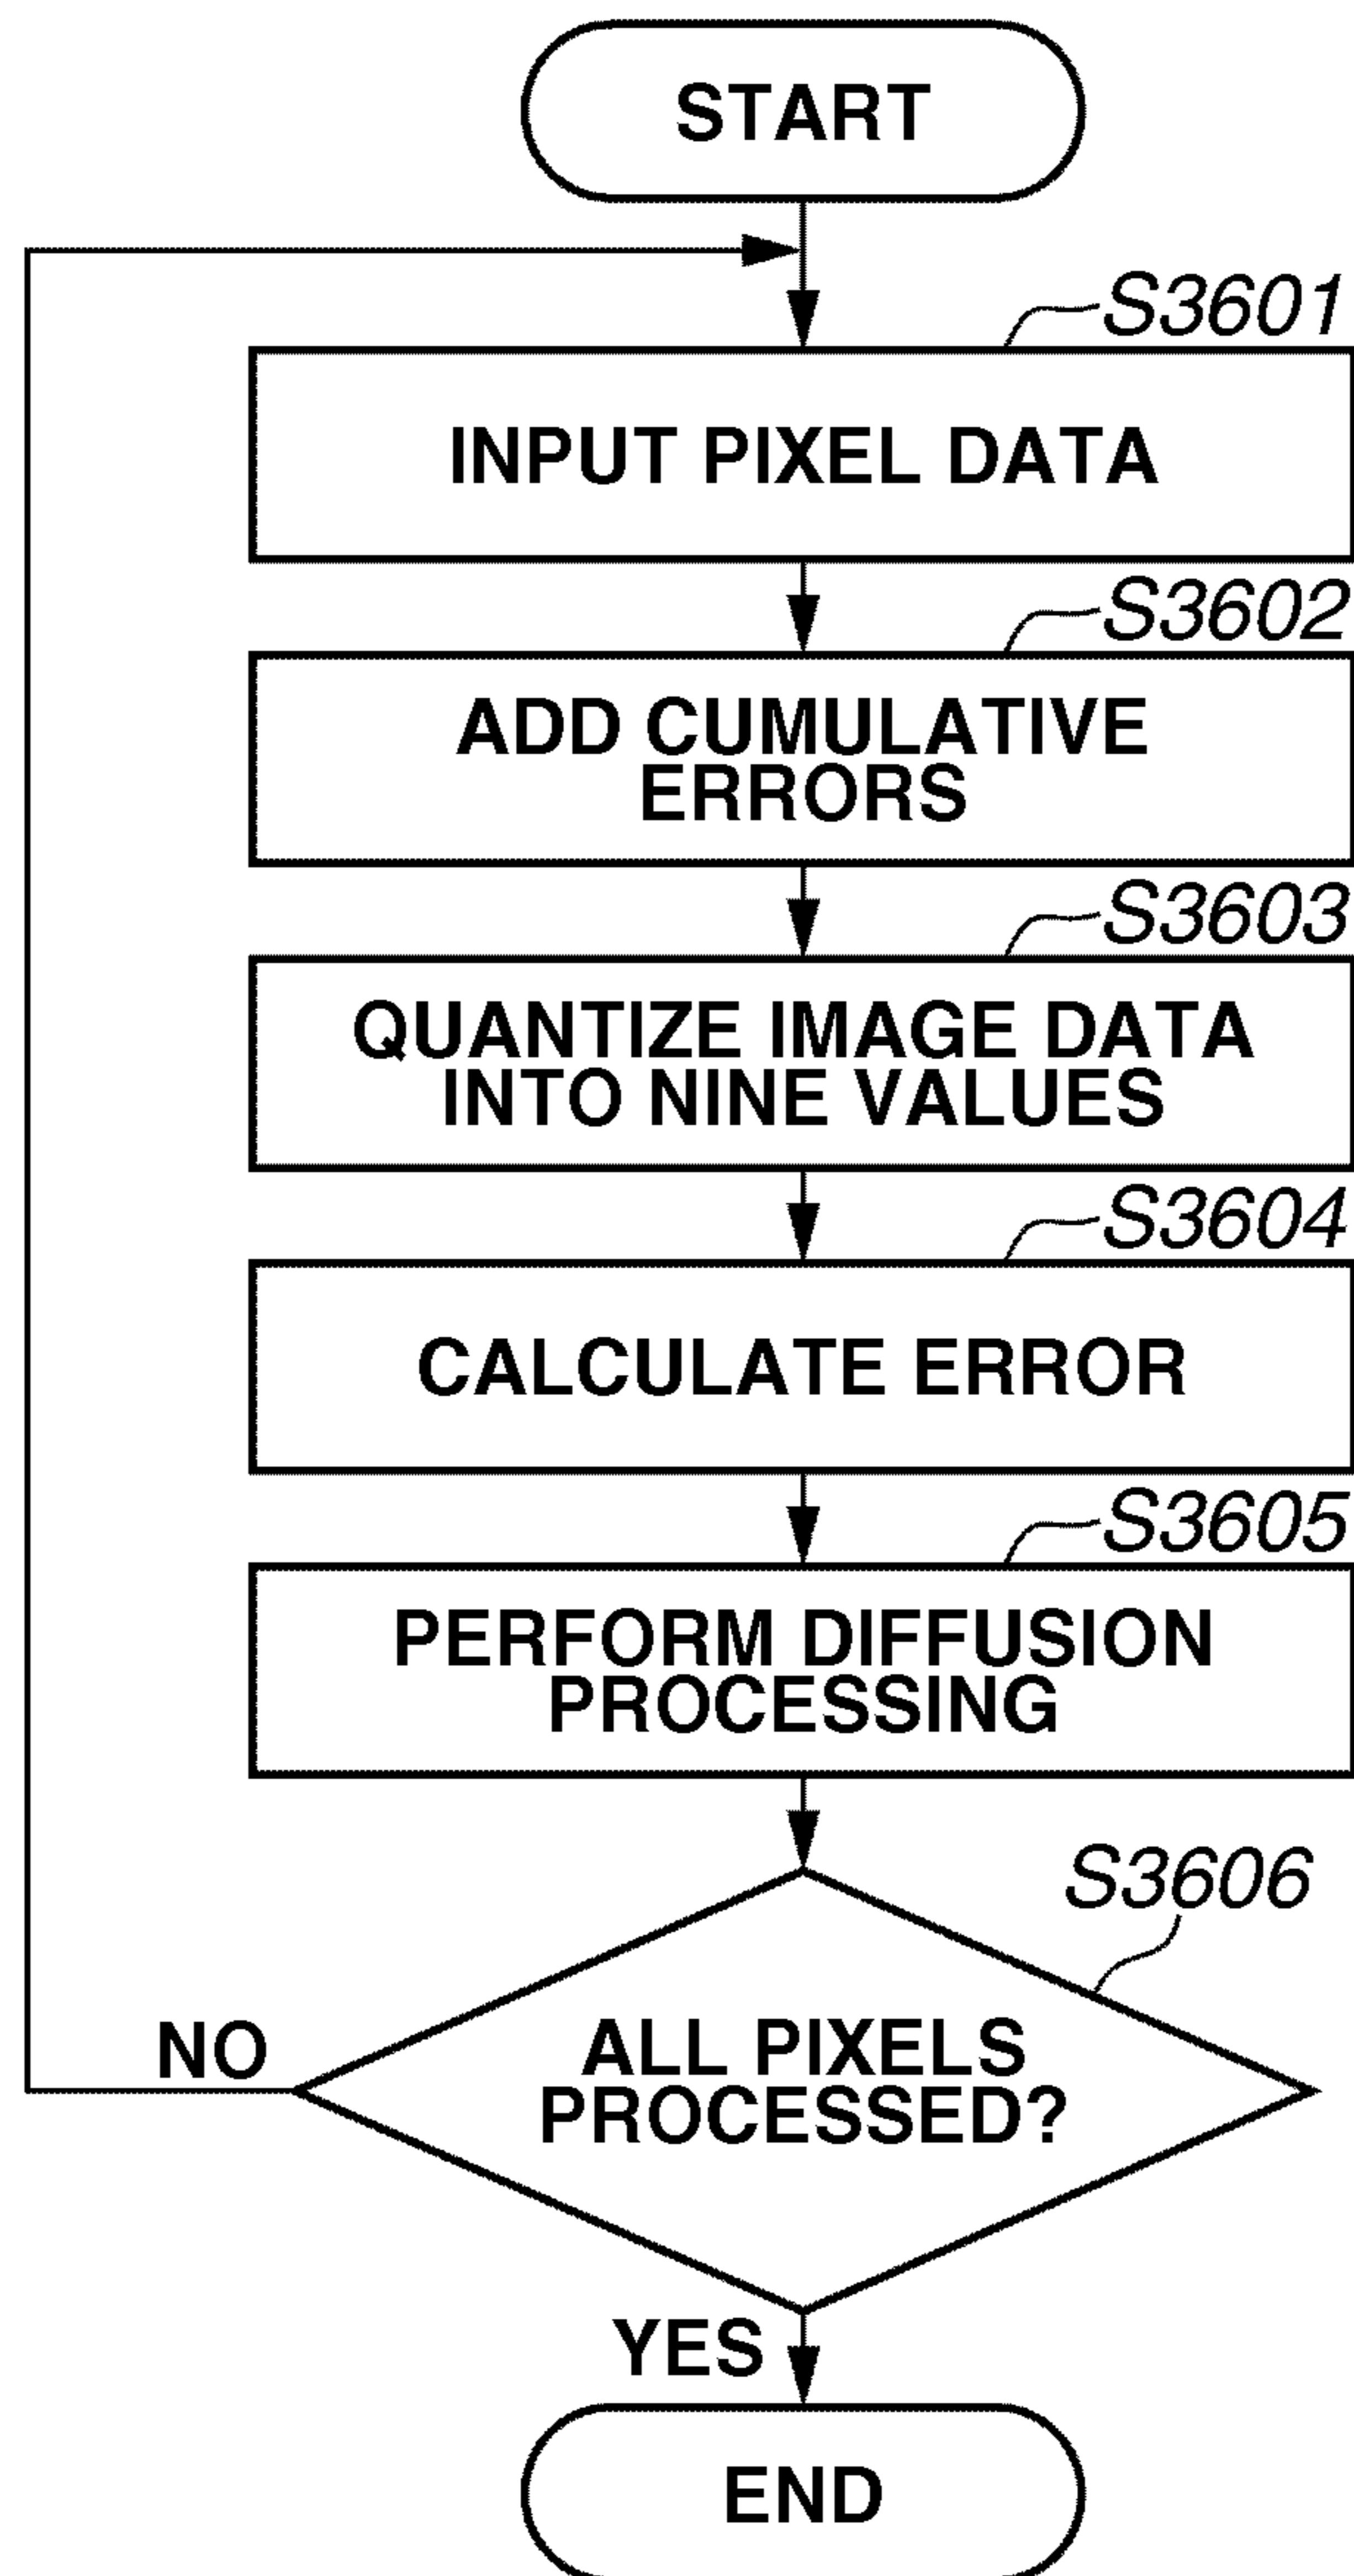 START
S3601
INPUT PIXEL DATA
S3602
ADD CUMULATIVE
ERRORS
S3603
QUANTIZE IMAGE DATA
INTO NINE VALUES
S3604
CALCULATE ERROR
S3605
PERFORM DIFFUSION
PROCESSING
S3606
NO
ALL PIXELS
PROCESSED?
YES
END